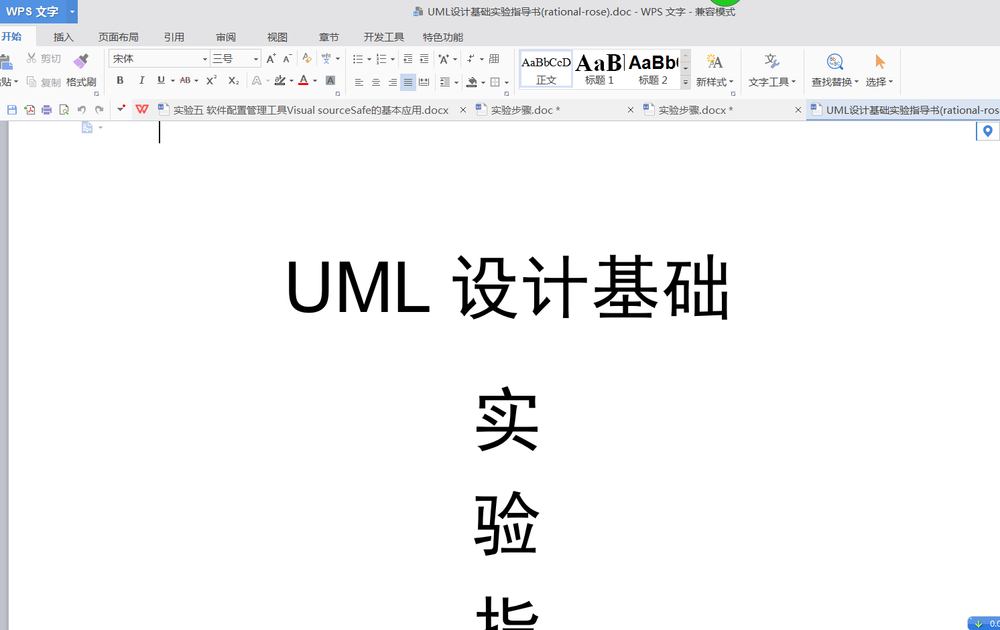 WPS 文字
UML设计基础实验指导书(rational-rose).doc - WPS 文字 - 兼容模式
开始 插入 页面布局 引用 审阅 视图 章节 开发工具 特色功能
剪切 宋体 三号 A⁺ A⁻ wén 文 AaBbCcD AaB AaBb
贴 复制 格式刷 B I U AB X² X₂ A ab A A 正文 标题 1 标题 2 新样式 文字工具 查找替换 选择
实验五 软件配置管理工具Visual sourceSafe的基本应用.docx × 实验步骤.doc * × 实验步骤.docx * × UML设计基础实验指导书(rational-ros
UML 设计基础
实
验
指
0.0